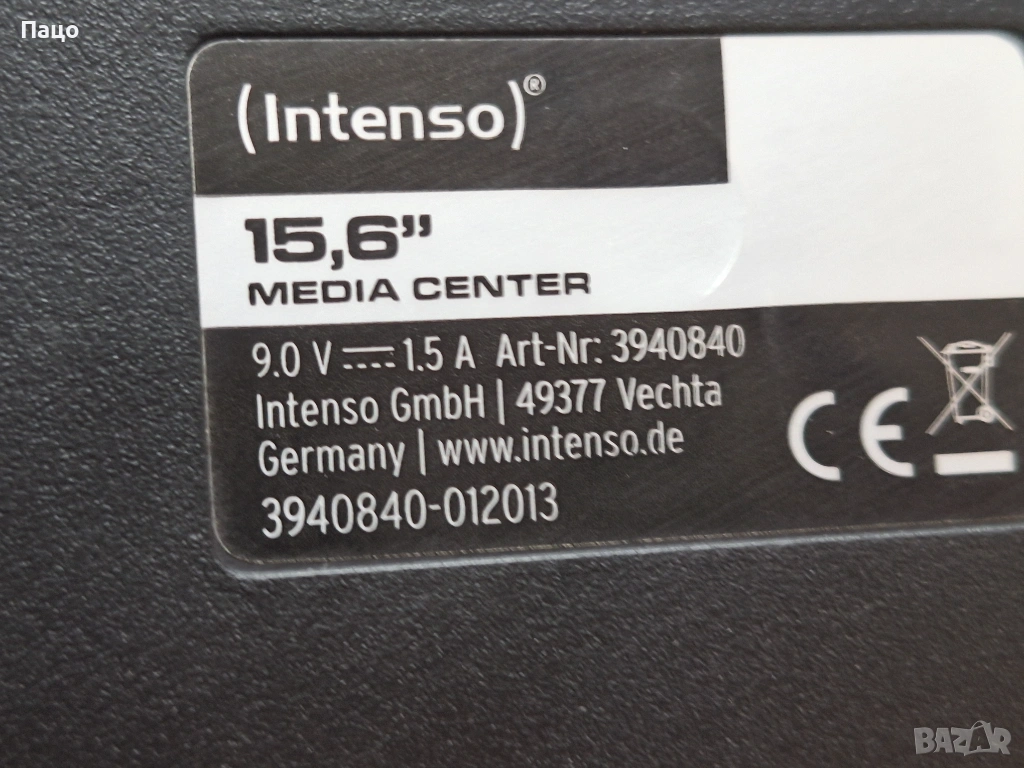 Пацо
(Intenso)®
15,6”
MEDIA CENTER
9.0 V ⎓ 1.5 A Art-Nr: 3940840
Intenso GmbH | 49377 Vechta
Germany | www.intenso.de
3940840-012013
CE
BAZAR